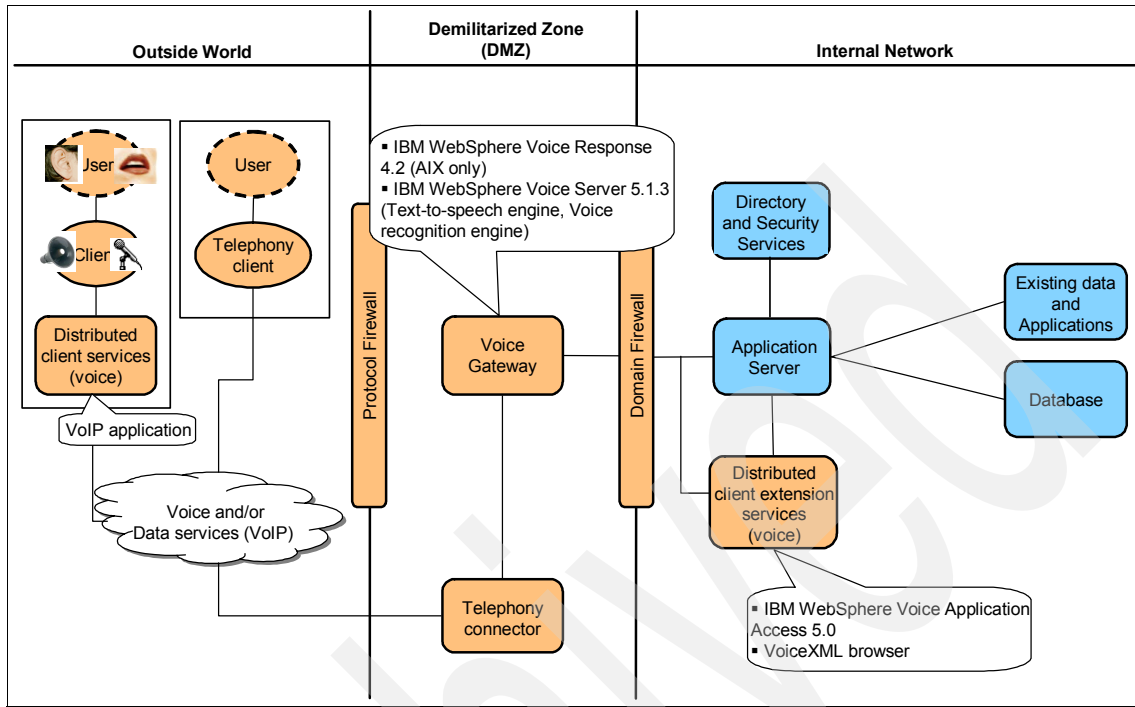 Outside World
Demilitarized Zone
(DMZ)
Internal Network
User
Client
Distributed
client services
(voice)
VoIP application
User
Telephony
client
Voice and/or
Data services (VoIP)
Protocol Firewall
▪ IBM WebSphere Voice Response
4.2 (AIX only)
▪ IBM WebSphere Voice Server 5.1.3
(Text-to-speech engine, Voice
recognition engine)
Voice
Gateway
Telephony
connector
Domain Firewall
Directory
and Security
Services
Application
Server
Existing data
and
Applications
Database
Distributed
client extension
services
(voice)
▪ IBM WebSphere Voice Application
Access 5.0
▪ VoiceXML browser